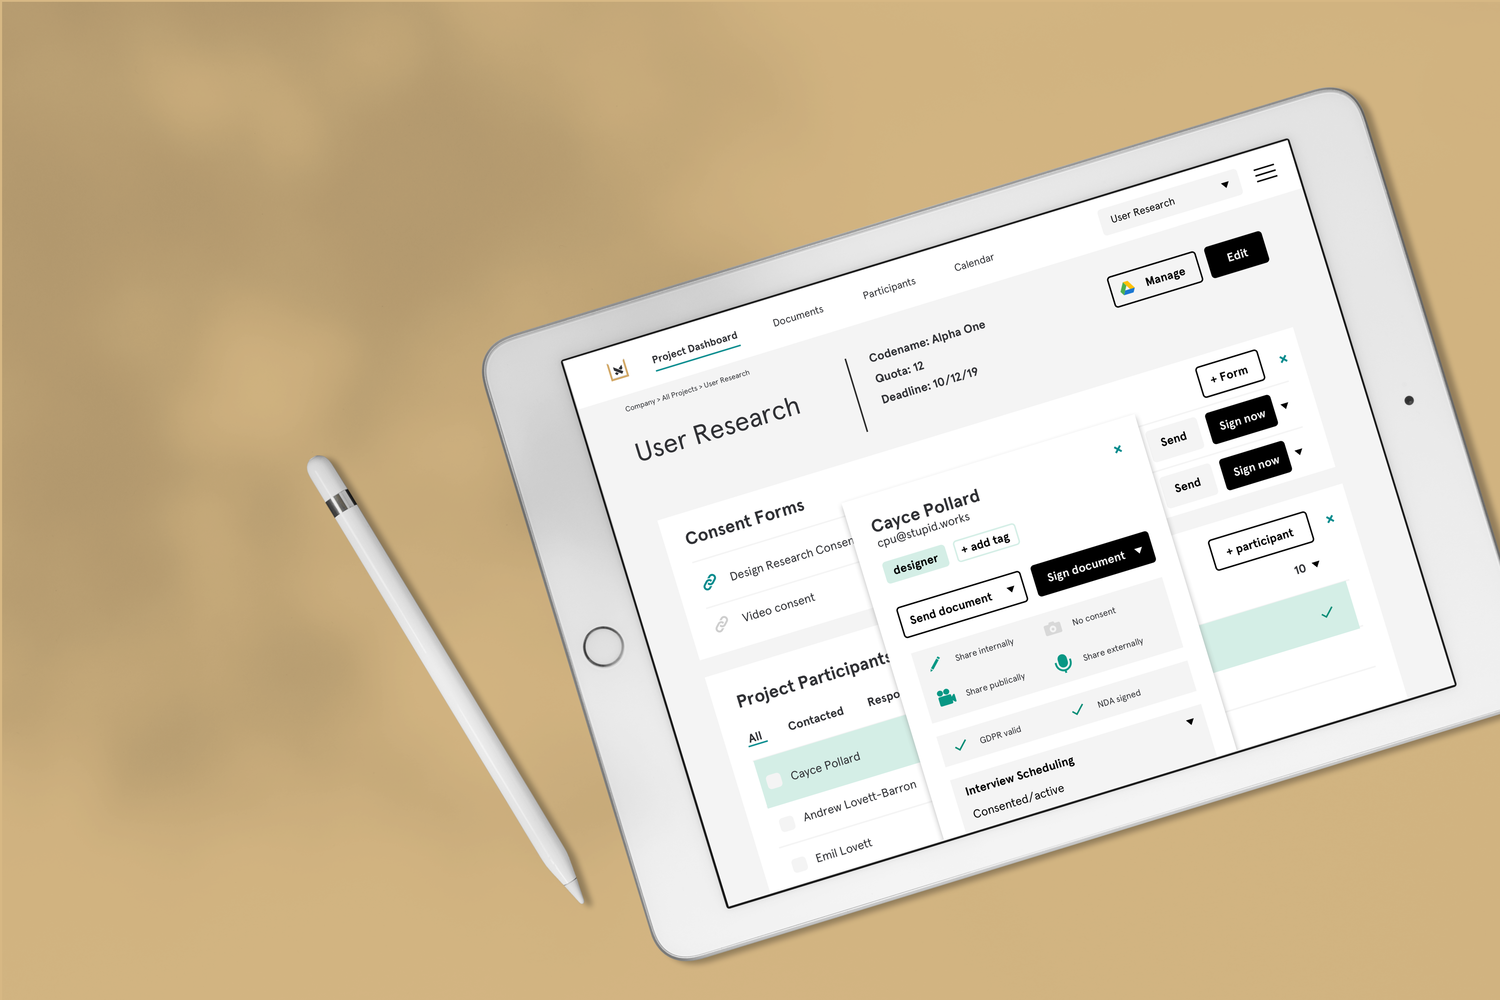 User Research
Project Dashboard
Documents
Participants
Calendar
Company > All Projects > User Research
User Research
Codename: Alpha One
Quota: 12
Deadline: 10/12/19
Manage
Edit
Consent Forms
+ Form
Design Research Consen
Send
Sign now
Video consent
Send
Sign now
Project Participants
+ participant
10
All
Contacted
Respo
Cayce Pollard
Andrew Lovett-Barron
Emil Lovett
Cayce Pollard
cpu@stupid.works
designer
+ add tag
Send document
Sign document
Share internally
No consent
Share publically
Share externally
GDPR valid
NDA signed
Interview Scheduling
Consented/active